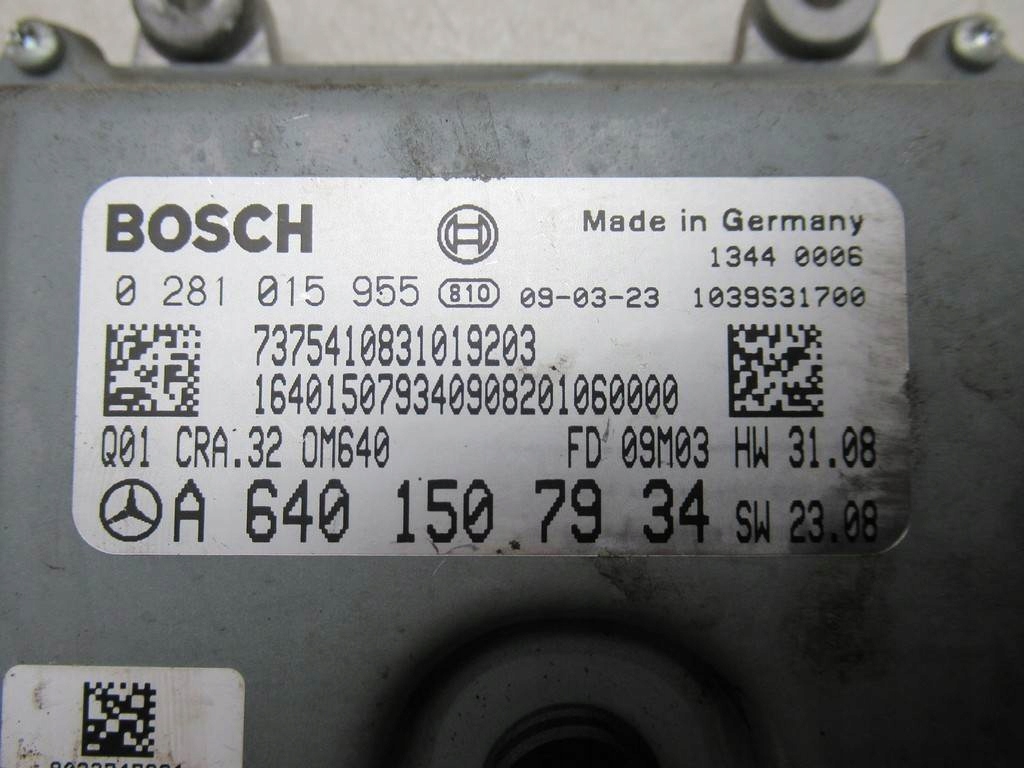 BOSCH Made in Germany
1344 0006
0 281 015 955 810 09-03-23 1039S31700
7375410831019203
164015079340908201060000
Q01 CRA.32 OM640 FD 09M03 HW 31.08
A 640 150 79 34 SW 23.08